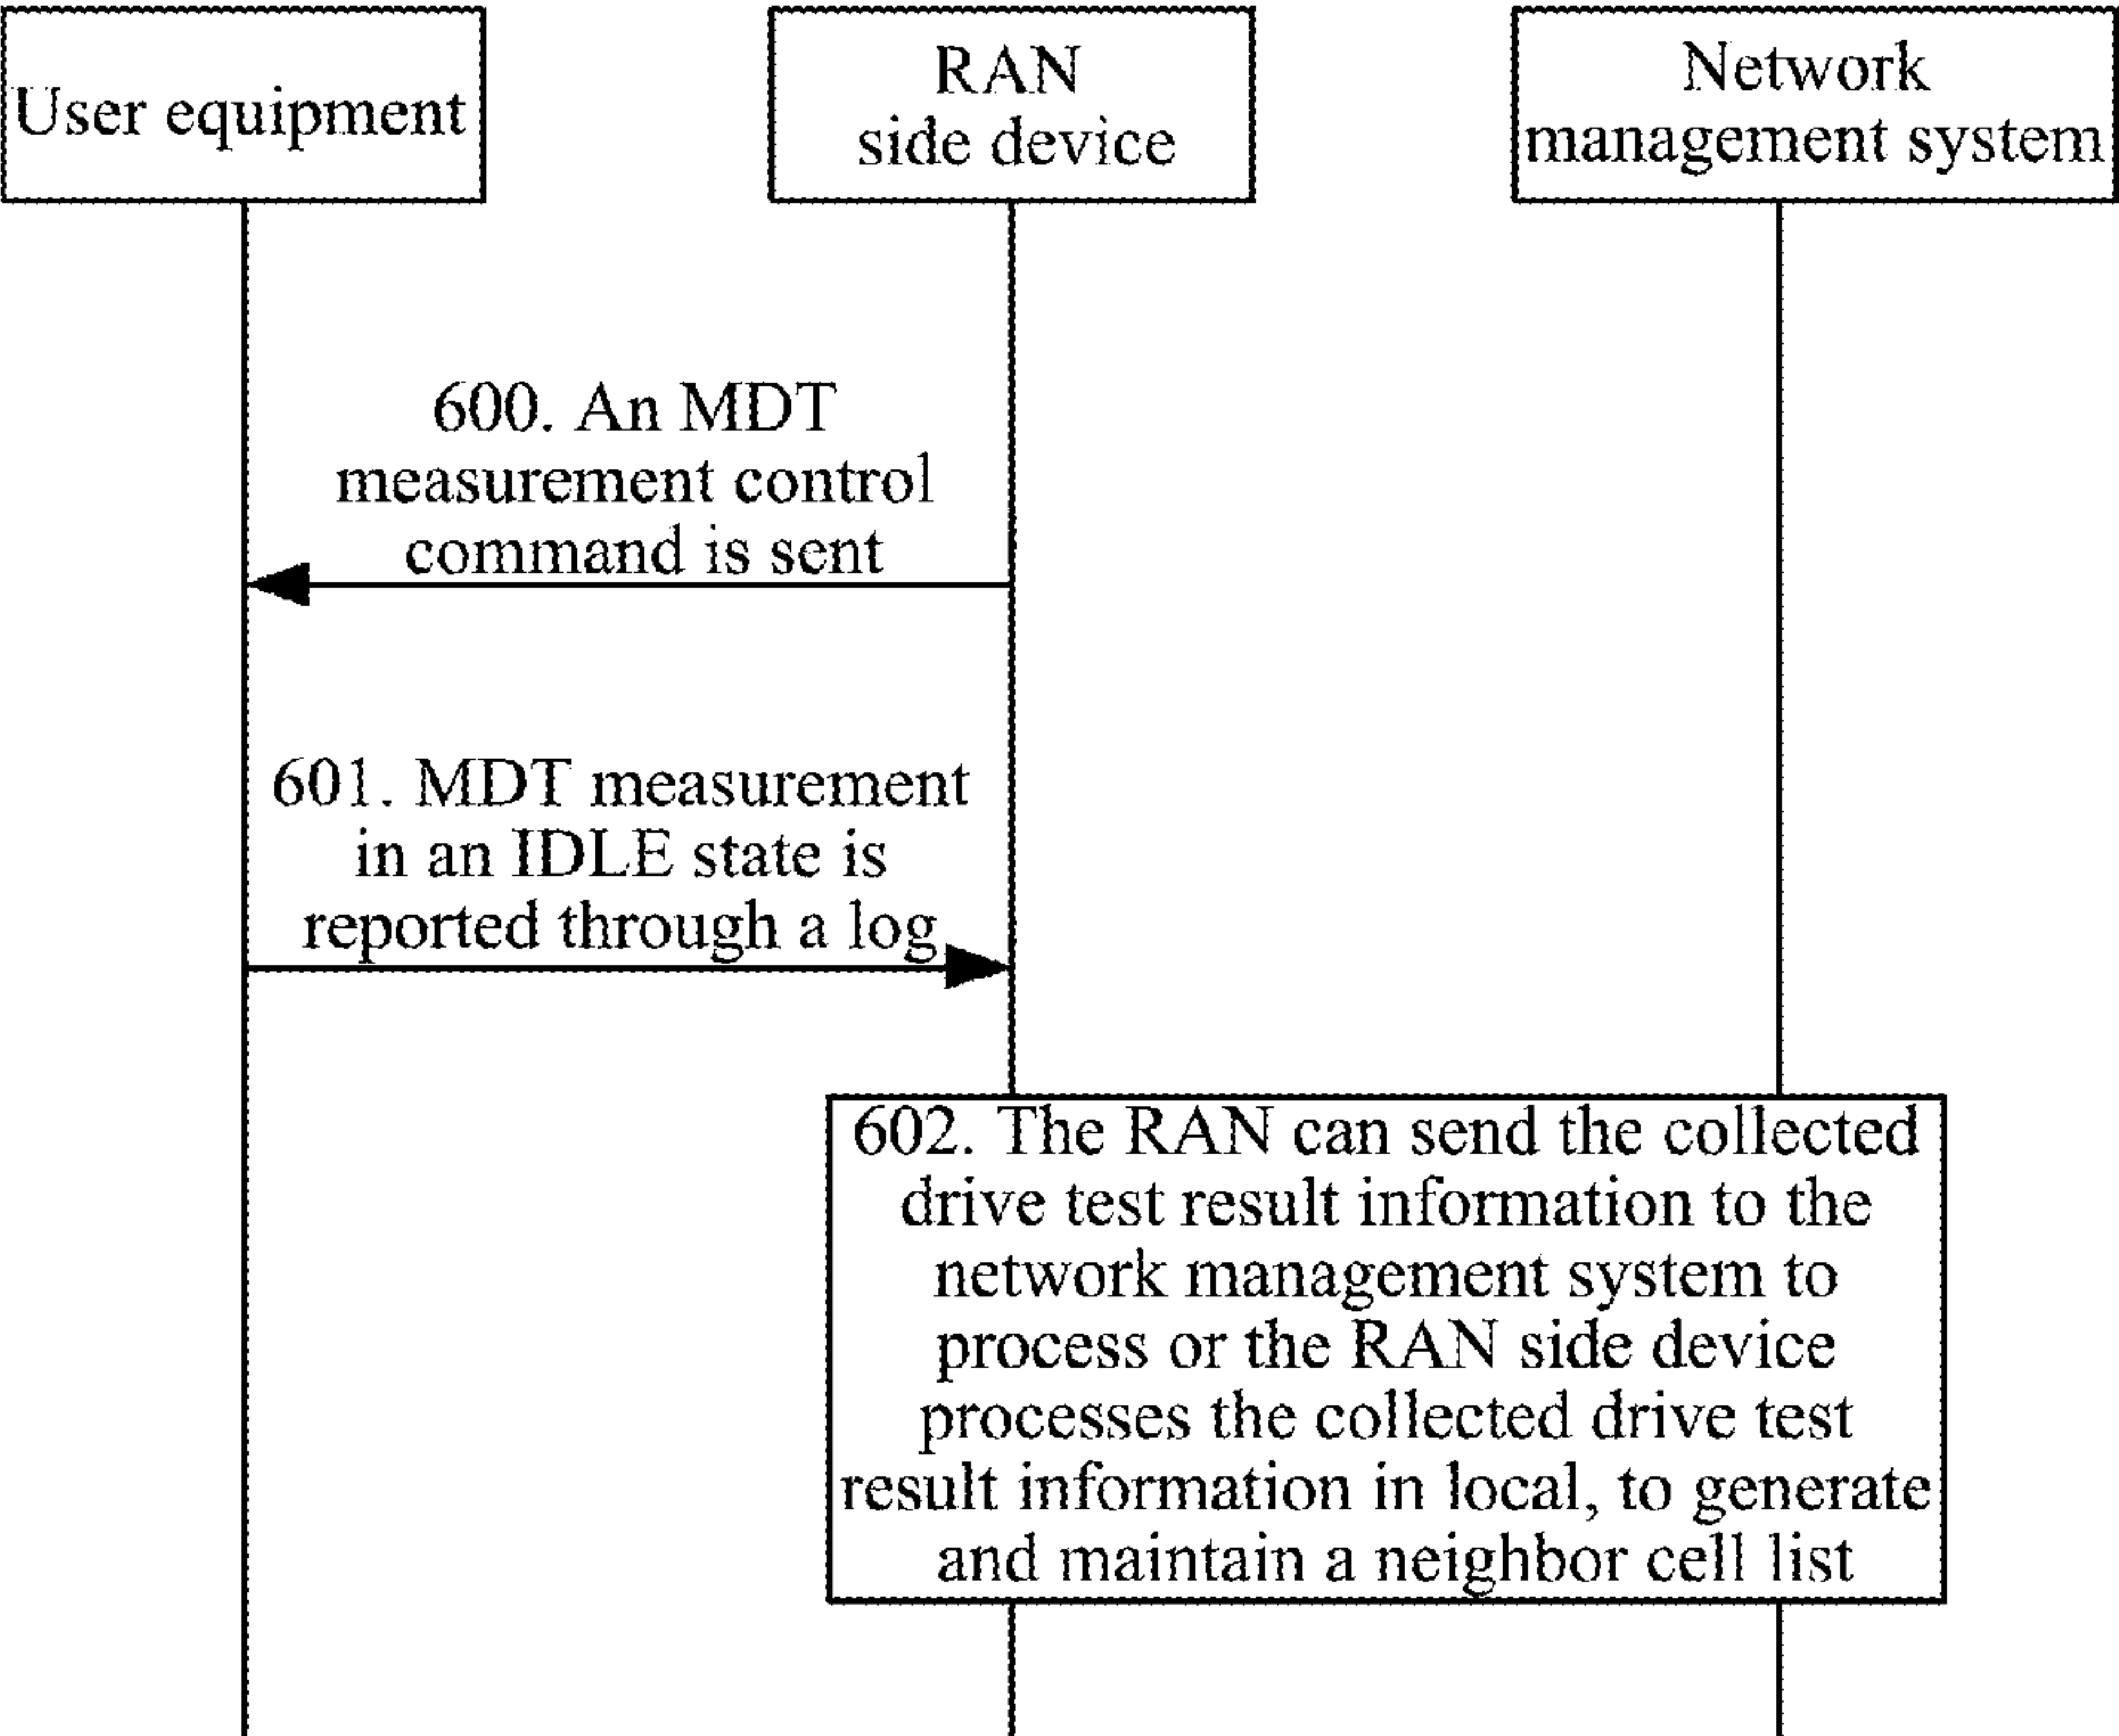 User equipment
RAN
side device
Network
management system
600. An MDT
measurement control
command is sent
601. MDT measurement
in an IDLE state is
reported through a log
602. The RAN can send the collected
drive test result information to the
network management system to
process or the RAN side device
processes the collected drive test
result information in local, to generate
and maintain a neighbor cell list